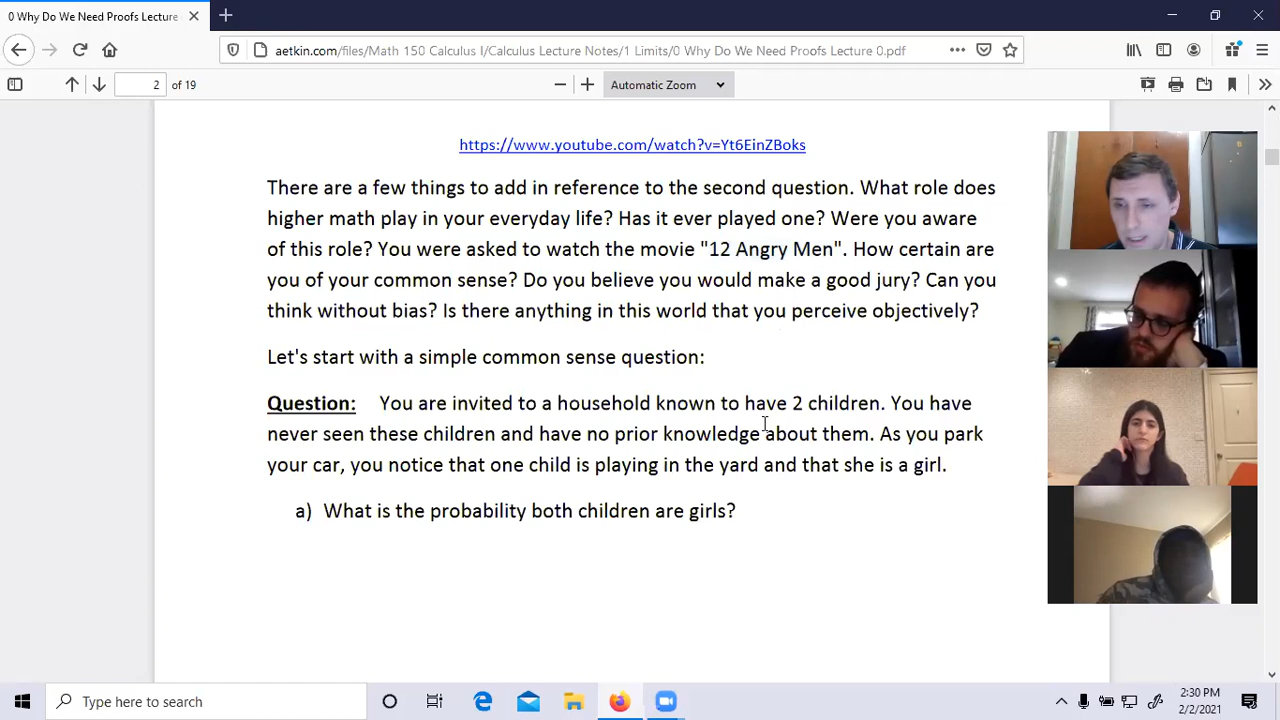 0 Why Do We Need Proofs Lecture
aetkin.com/files/Math 150 Calculus I/Calculus Lecture Notes/1 Limits/0 Why Do We Need Proofs Lecture 0.pdf
2 of 19
Automatic Zoom
https://www.youtube.com/watch?v=Yt6EinZBoks
There are a few things to add in reference to the second question. What role does
higher math play in your everyday life? Has it ever played one? Were you aware
of this role? You were asked to watch the movie "12 Angry Men". How certain are
you of your common sense? Do you believe you would make a good jury? Can you
think without bias? Is there anything in this world that you perceive objectively?
Let's start with a simple common sense question:
Question: You are invited to a household known to have 2 children. You have
never seen these children and have no prior knowledge about them. As you park
your car, you notice that one child is playing in the yard and that she is a girl.
a) What is the probability both children are girls?
Type here to search
2:30 PM
2/2/2021